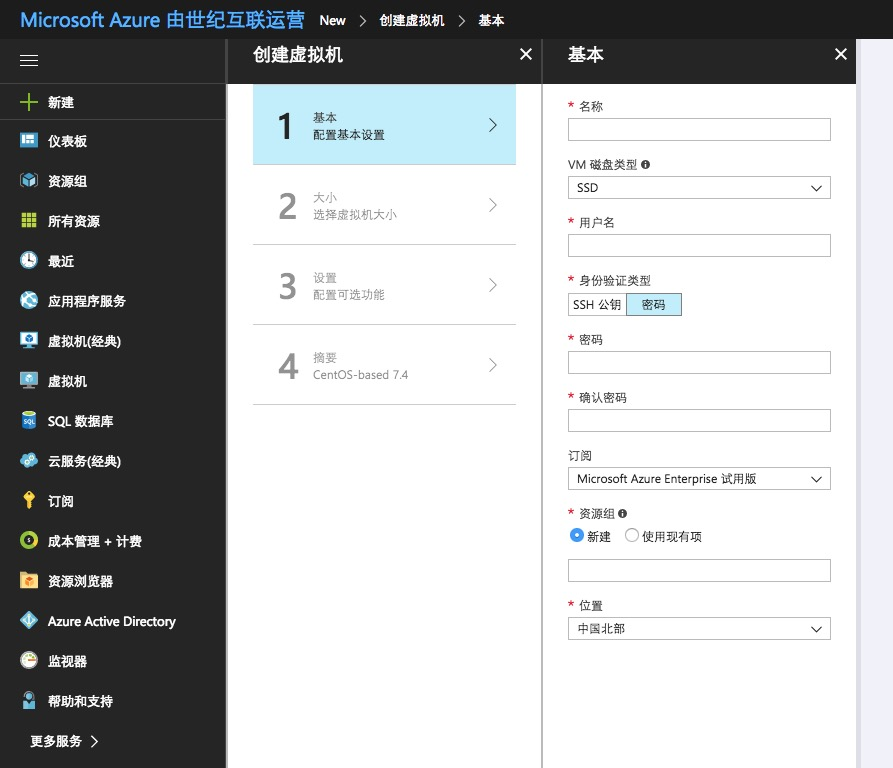 Microsoft Azure 由世纪互联运营 New 创建虚拟机 基本
新建
仪表板
资源组
所有资源
最近
应用程序服务
虚拟机(经典)
虚拟机
SQL 数据库
云服务(经典)
订阅
成本管理 + 计费
资源浏览器
Azure Active Directory
监视器
帮助和支持
更多服务
创建虚拟机
1 基本
配置基本设置
2 大小
选择虚拟机大小
3 设置
配置可选功能
4 摘要
CentOS-based 7.4
基本
* 名称
VM 磁盘类型
SSD
* 用户名
* 身份验证类型
SSH 公钥 密码
* 密码
* 确认密码
订阅
Microsoft Azure Enterprise 试用版
* 资源组
新建 使用现有项
* 位置
中国北部